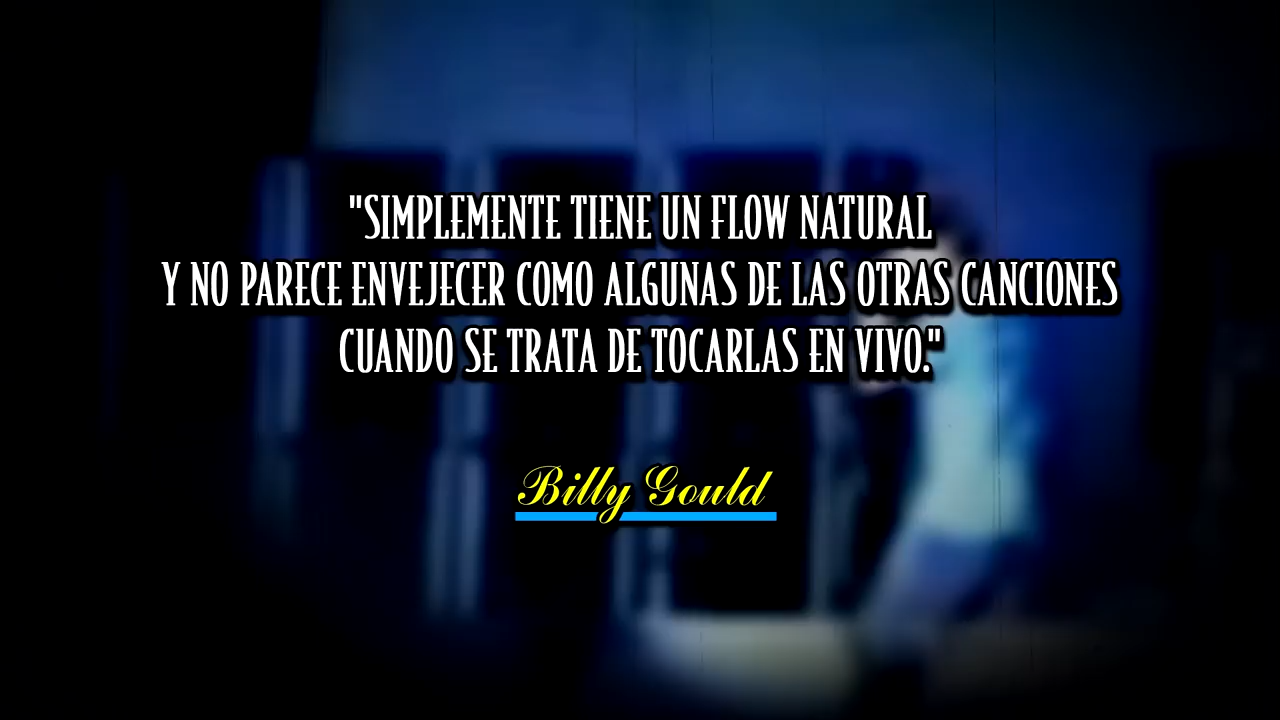 "SIMPLEMENTE TIENE UN FLOW NATURAL
Y NO PARECE ENVEJECER COMO ALGUNAS DE LAS OTRAS CANCIONES
CUANDO SE TRATA DE TOCARLAS EN VIVO."
Billy Gould